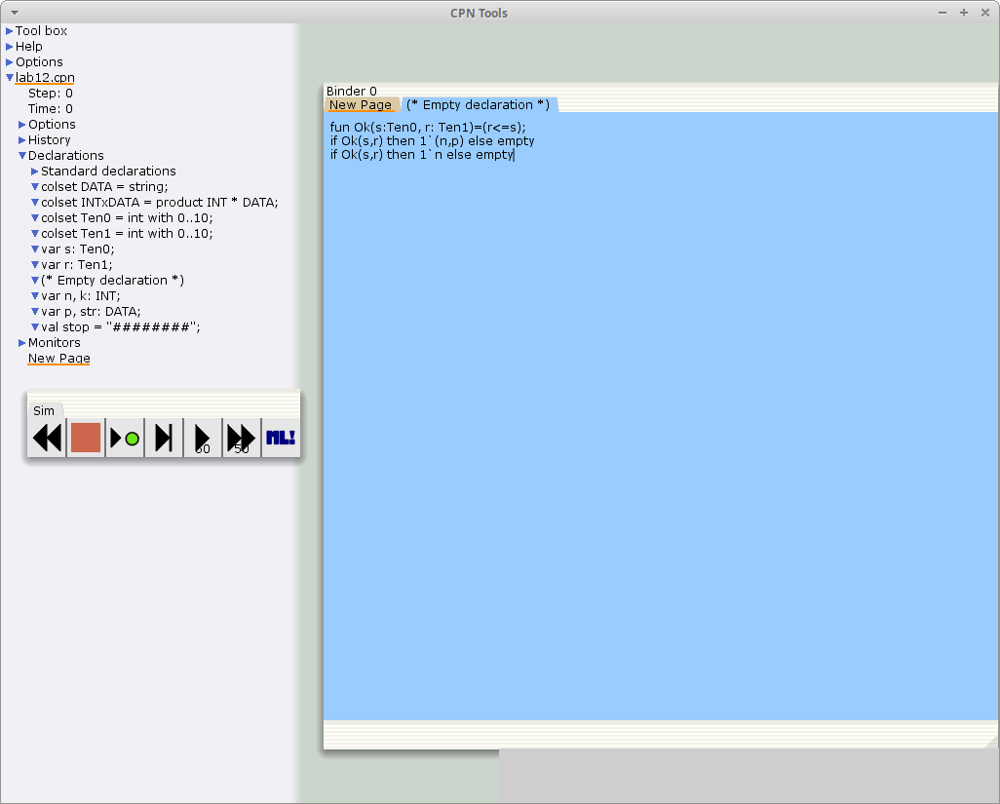 CPN Tools
Tool box
Help
Options
lab12.cpn
Step: 0
Time: 0
Options
History
Declarations
Standard declarations
colset DATA = string;
colset INTxDATA = product INT * DATA;
colset Ten0 = int with 0..10;
colset Ten1 = int with 0..10;
var s: Ten0;
var r: Ten1;
(* Empty declaration *)
var n, k: INT;
var p, str: DATA;
val stop = "########";
Monitors
New Page
Sim
50
ML!
Binder 0
New Page
(* Empty declaration *)
fun Ok(s:Ten0, r: Ten1)=(r<=s);
if Ok(s,r) then 1`(n,p) else empty
if Ok(s,r) then 1`n else empty